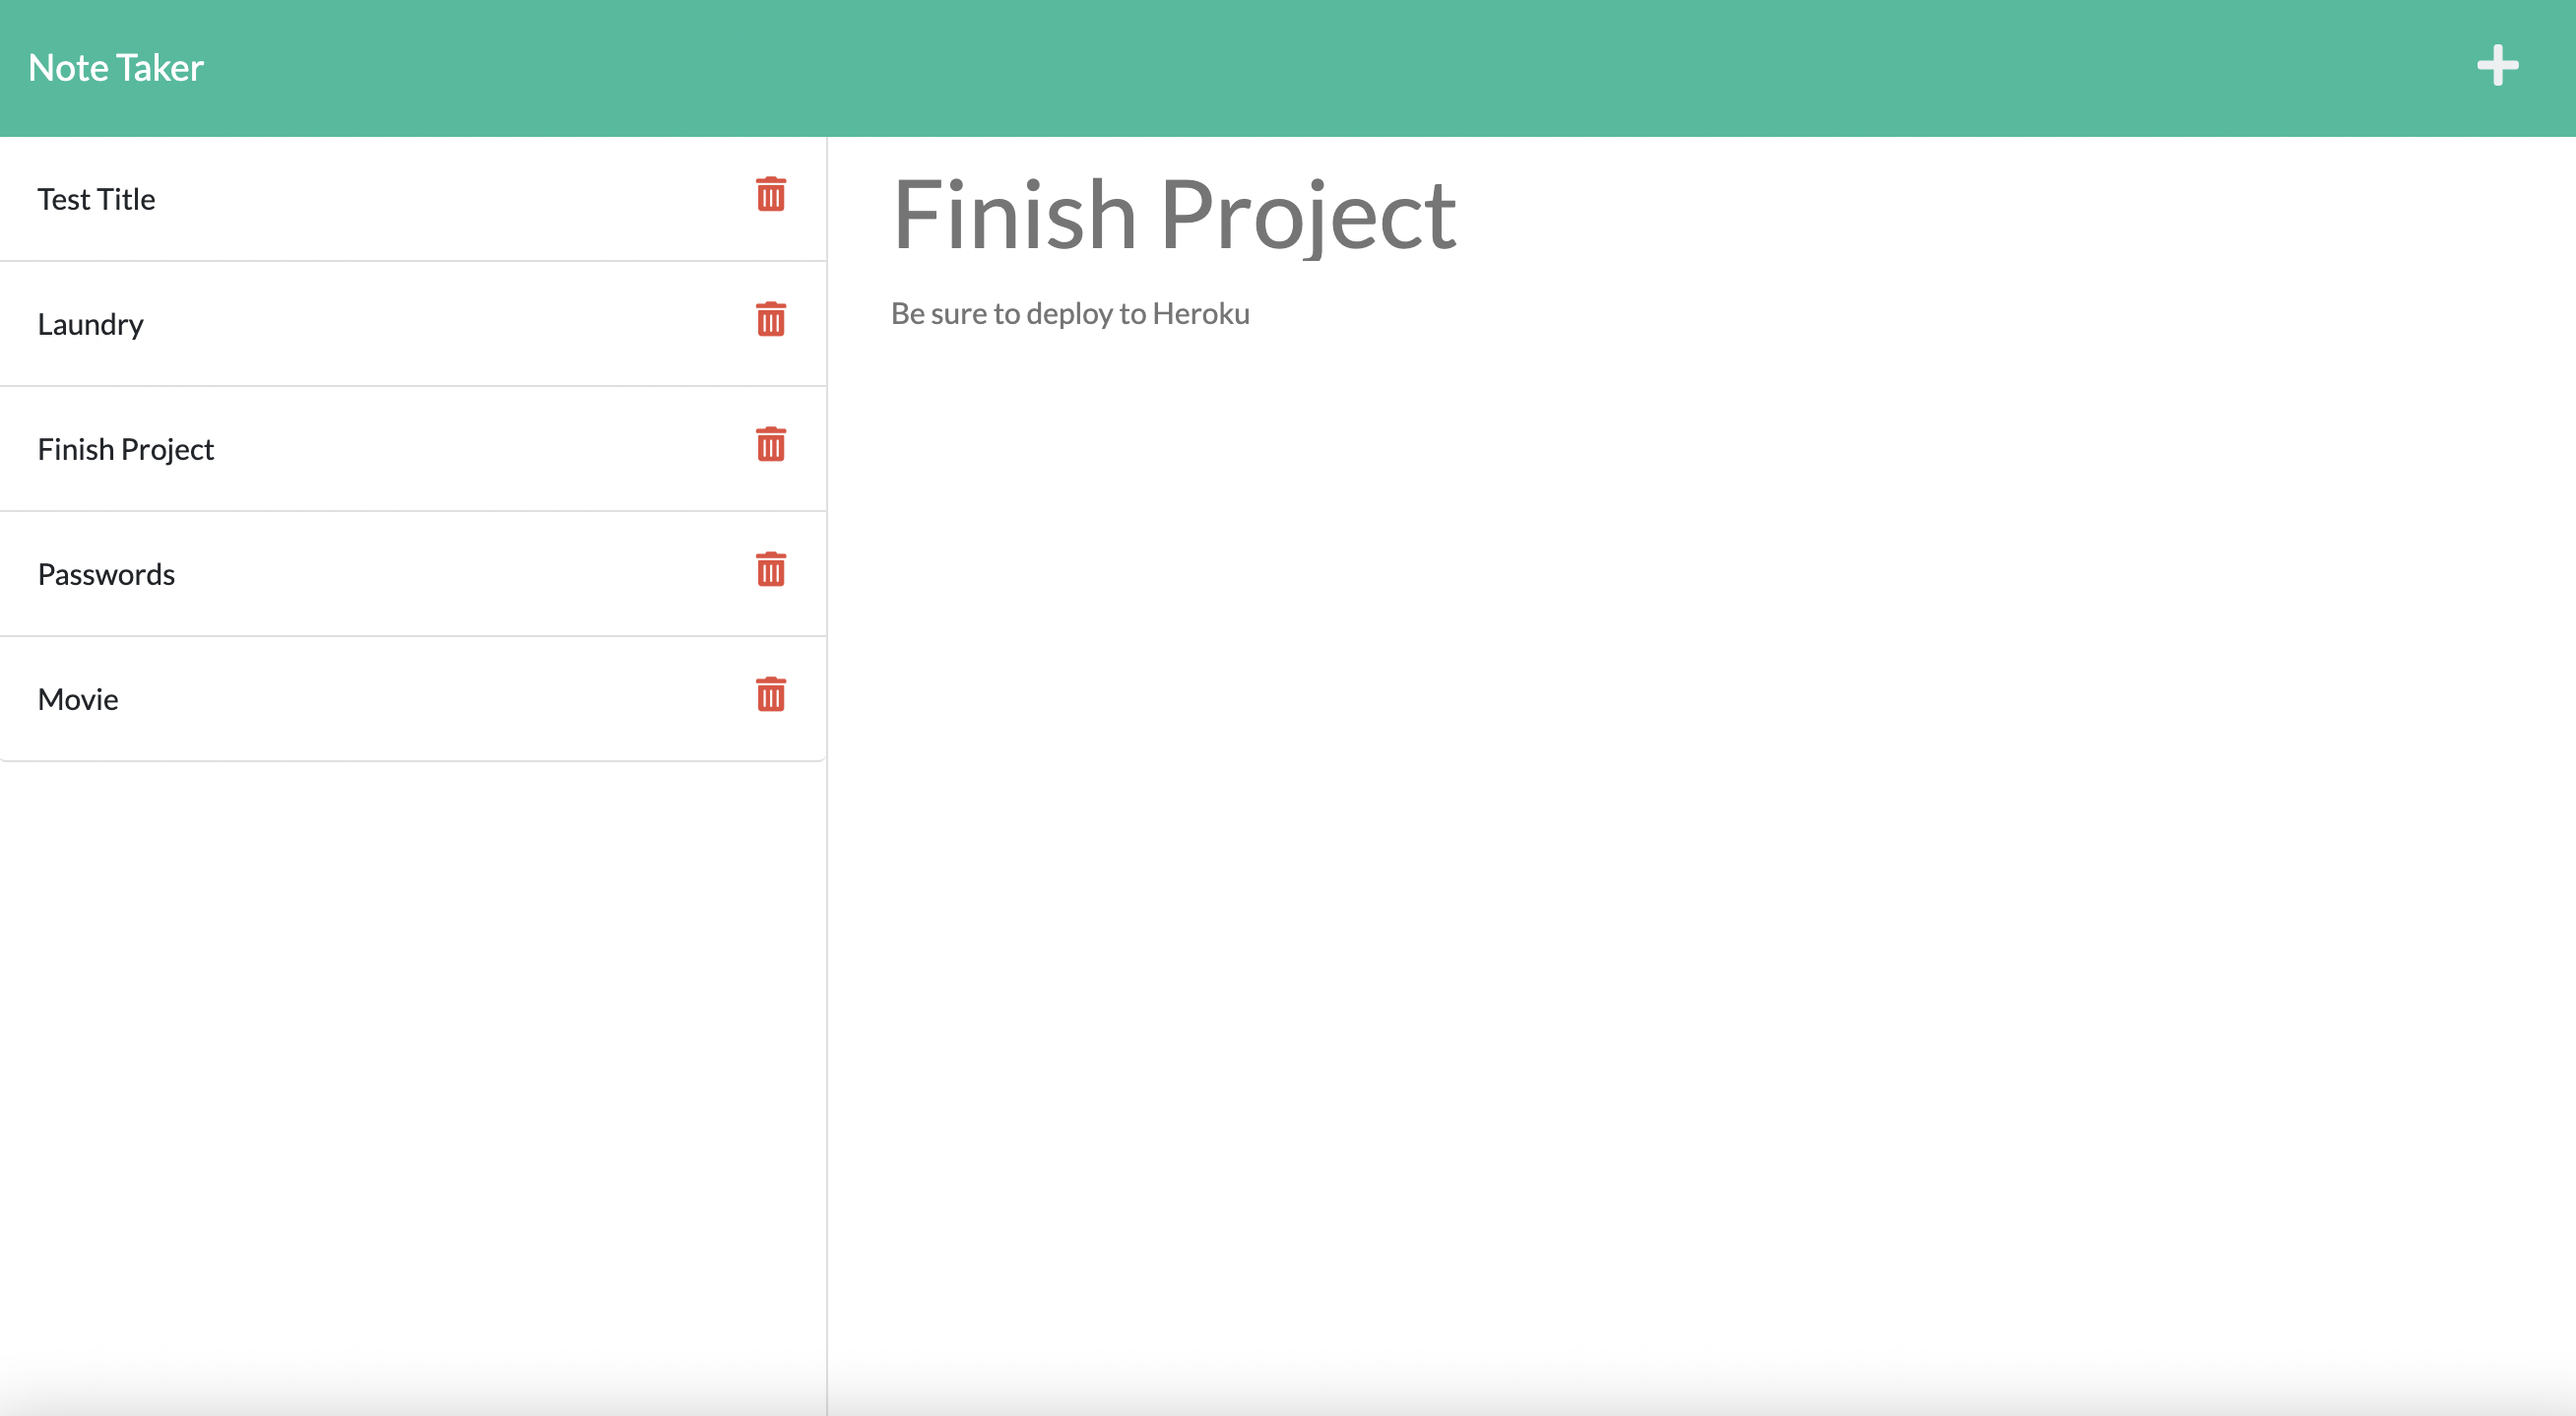 Note Taker
Test Title
Laundry
Finish Project
Passwords
Movie
Finish Project
Be sure to deploy to Heroku